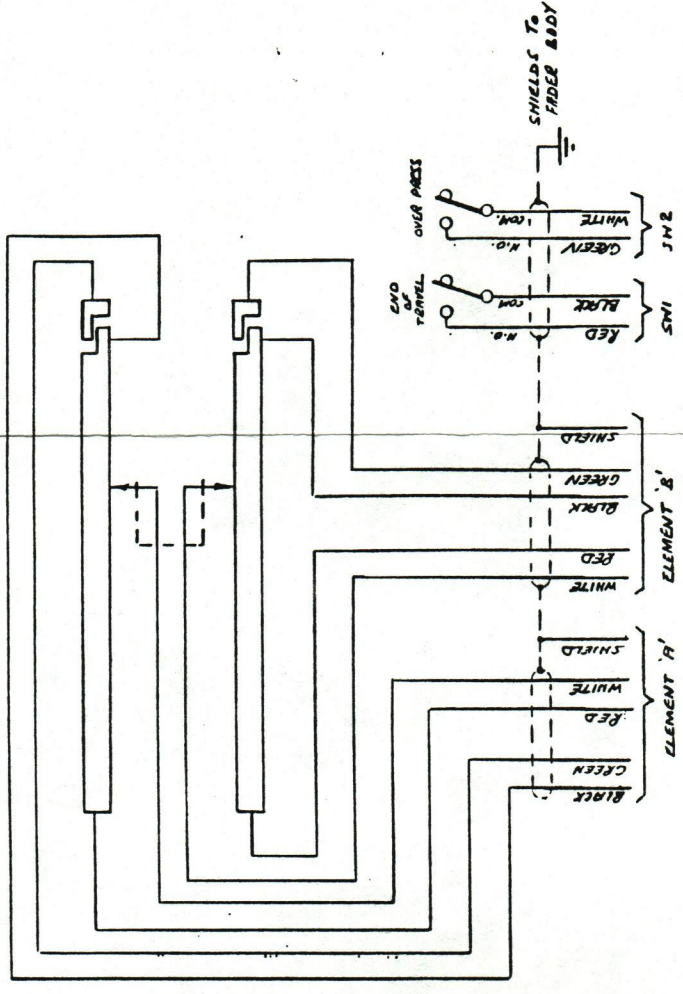 SHIELDS TO
FADER BODY
OVER PRESS
COM.
N.O.
WHITE
GREEN
SW2
END
OF
TRAVEL
COM
N.O.
BLACK
RED
SW1
SHIELD
GREEN
BLACK
RED
WHITE
ELEMENT 'B'
SHIELD
WHITE
RED
GREEN
BLACK
ELEMENT 'A'